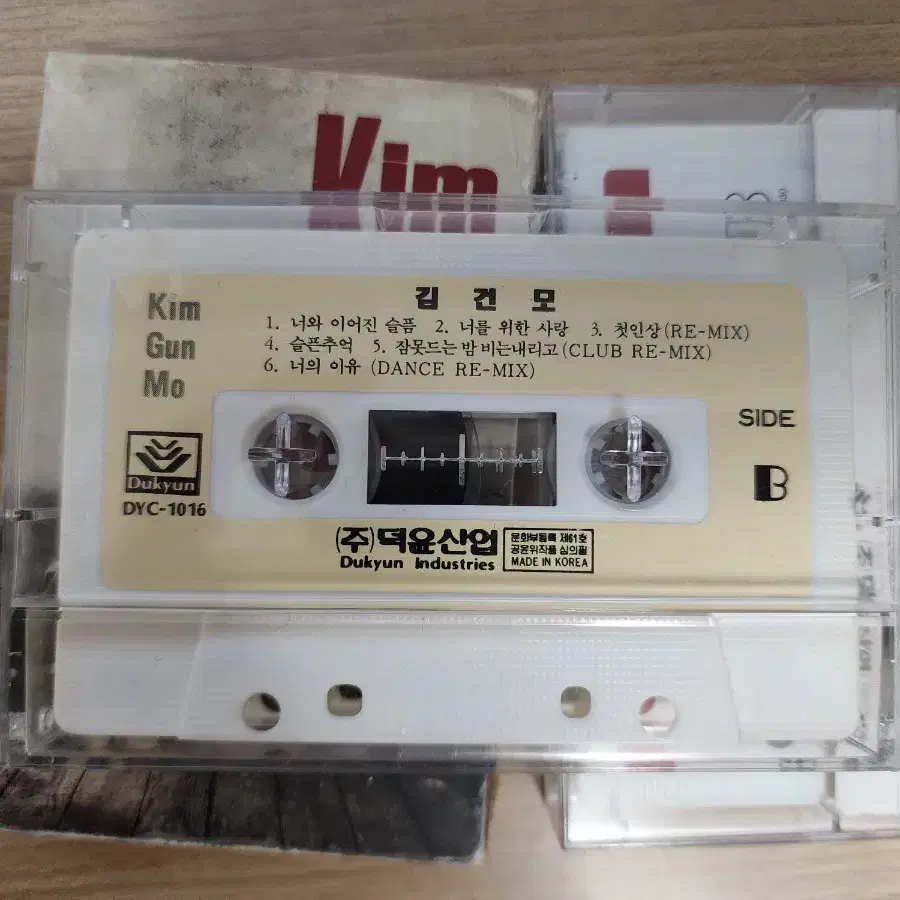 Kim
김 건 모
Kim
Gun
Mo
1. 너와 이어진 슬픔 2. 너를 위한 사랑 3. 첫인상(RE-MIX)
4. 슬픈추억 5. 잠못드는 밤 비는내리고(CLUB RE-MIX)
6. 너의 이유 (DANCE RE-MIX)
SIDE
B
Dukyun
DYC-1016
(주)덕윤산업
Dukyun Industries
문화부등록 제61호
공윤위작품 심의필
MADE IN KOREA